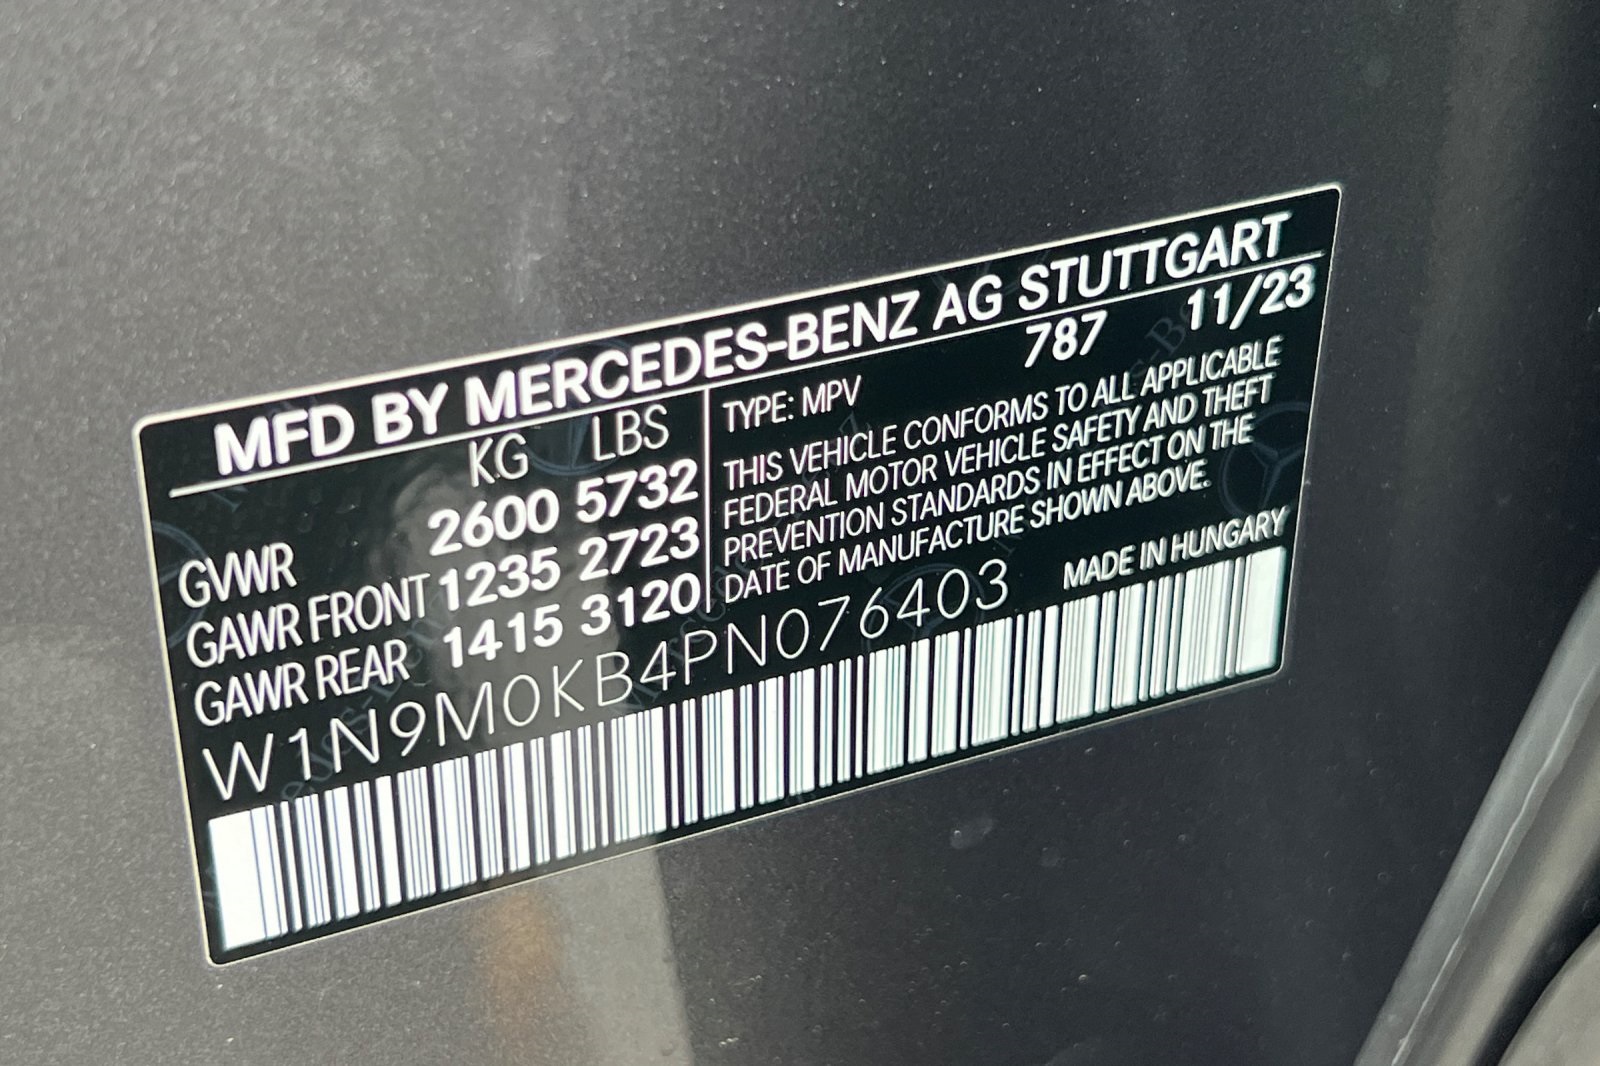 MFD BY MERCEDES-BENZ AG STUTTGART
787 11/23
KG LBS
GVWR 2600 5732
GAWR FRONT 1235 2723
GAWR REAR 1415 3120
TYPE: MPV
THIS VEHICLE CONFORMS TO ALL APPLICABLE
FEDERAL MOTOR VEHICLE SAFETY AND THEFT
PREVENTION STANDARDS IN EFFECT ON THE
DATE OF MANUFACTURE SHOWN ABOVE.
MADE IN HUNGARY
W1N9M0KB4PN076403